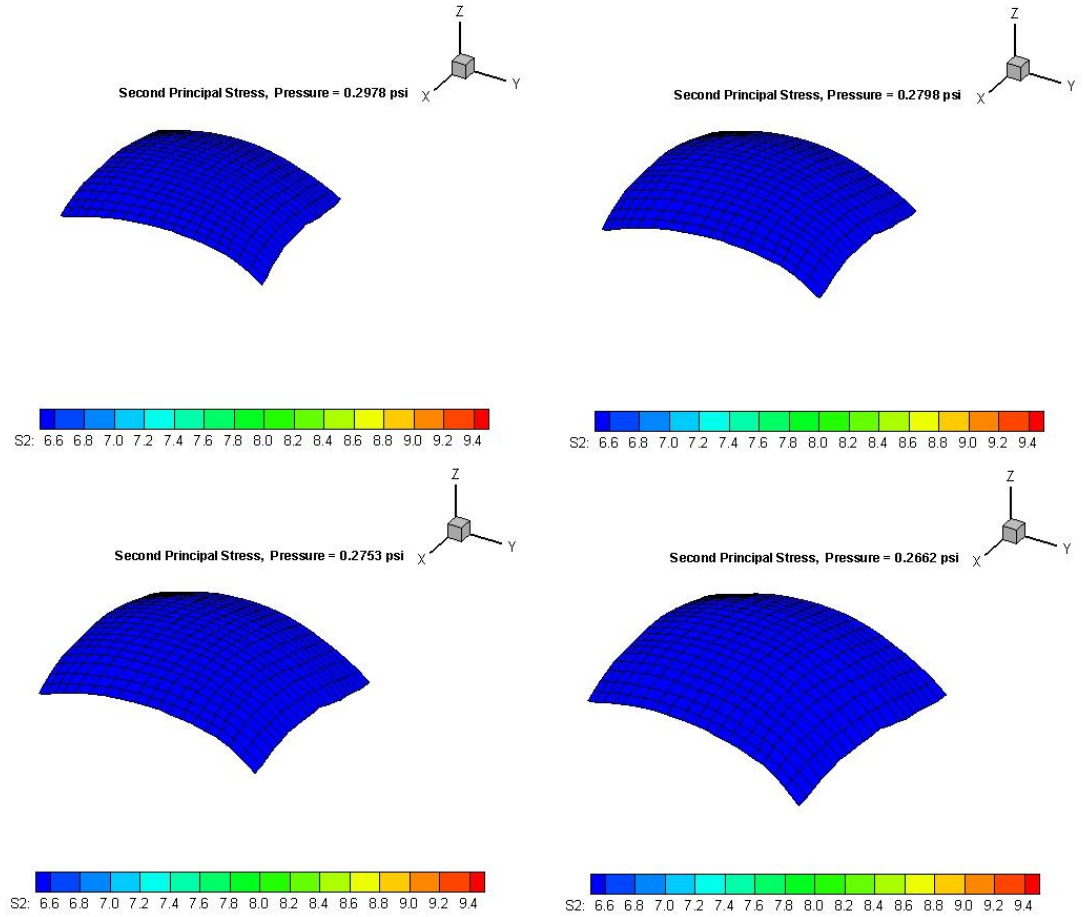 Z
X
Y
Second Principal Stress, Pressure = 0.2978 psi
S2: 6.6 6.8 7.0 7.2 7.4 7.6 7.8 8.0 8.2 8.4 8.6 8.8 9.0 9.2 9.4
Z
X
Y
Second Principal Stress, Pressure = 0.2798 psi
S2: 6.6 6.8 7.0 7.2 7.4 7.6 7.8 8.0 8.2 8.4 8.6 8.8 9.0 9.2 9.4
Z
X
Y
Second Principal Stress, Pressure = 0.2753 psi
S2: 6.6 6.8 7.0 7.2 7.4 7.6 7.8 8.0 8.2 8.4 8.6 8.8 9.0 9.2 9.4
Z
X
Y
Second Principal Stress, Pressure = 0.2662 psi
S2: 6.6 6.8 7.0 7.2 7.4 7.6 7.8 8.0 8.2 8.4 8.6 8.8 9.0 9.2 9.4